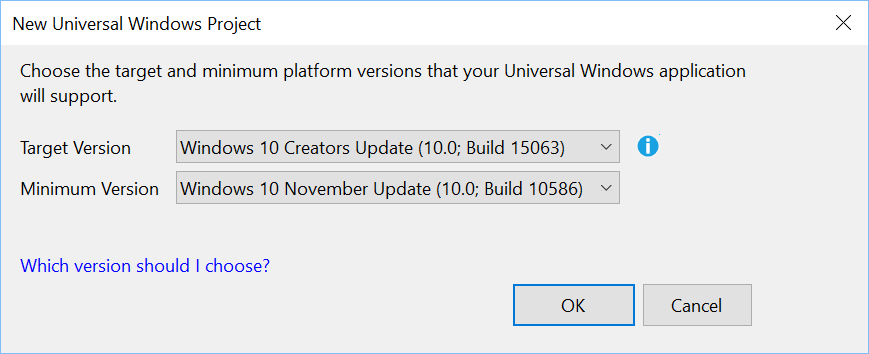 New Universal Windows Project
Choose the target and minimum platform versions that your Universal Windows application
will support.
Target Version
Windows 10 Creators Update (10.0; Build 15063)
Minimum Version
Windows 10 November Update (10.0; Build 10586)
Which version should I choose?
OK
Cancel